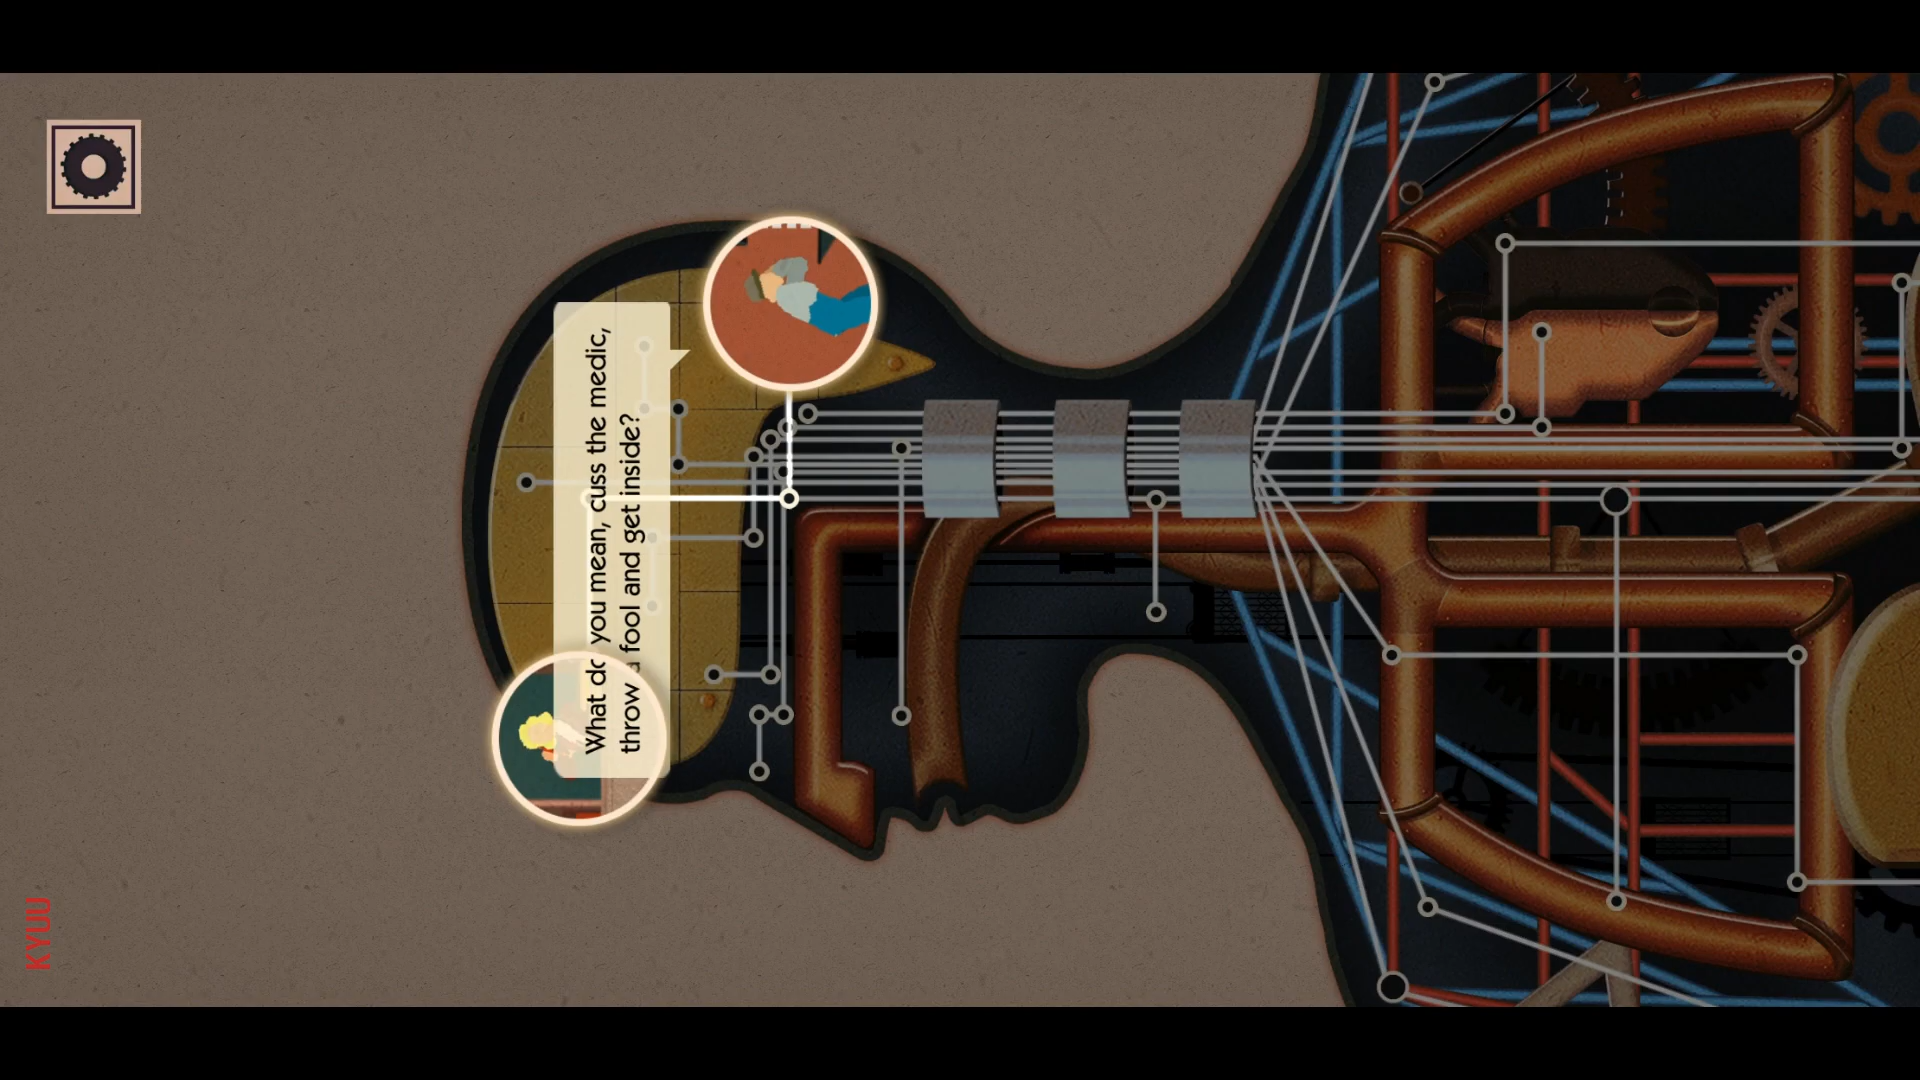 What do you mean, cuss the medic,
throw a fool and get inside?
KYUU